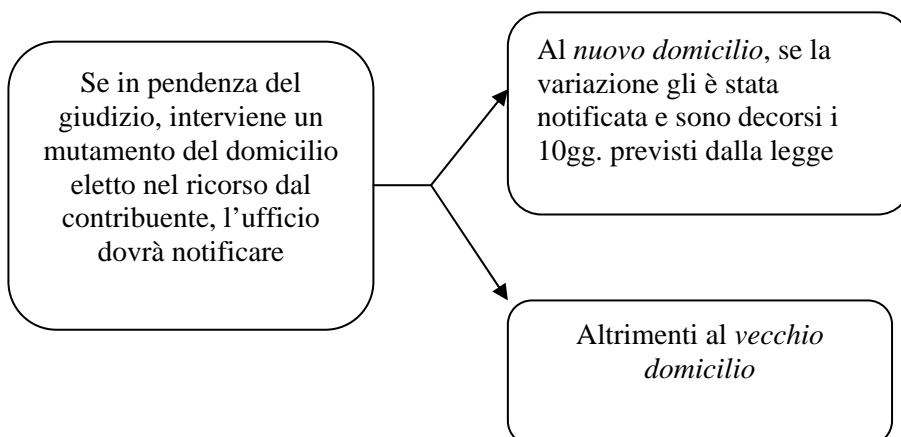 Se in pendenza del
giudizio, interviene un
mutamento del domicilio
eletto nel ricorso dal
contribuente, l’ufficio
dovrà notificare
Al nuovo domicilio, se la
variazione gli è stata
notificata e sono decorsi i
10gg. previsti dalla legge
Altrimenti al vecchio
domicilio